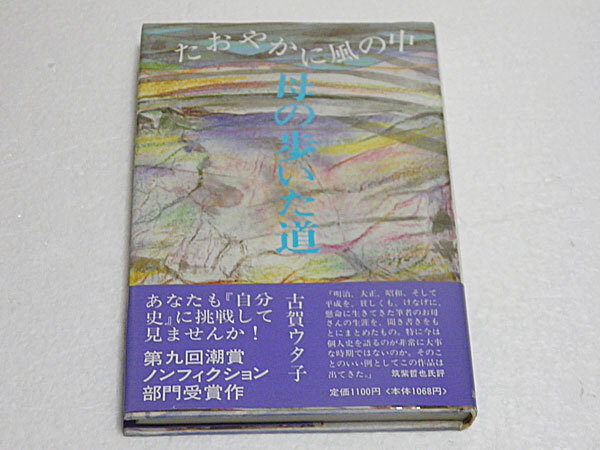 たおやかに風の中
母の歩いた道
古賀ウタ子
あなたも『自分
史』に挑戦して
見ませんか！
第九回潮賞
ノンフィクション
部門受賞作
「明治、大正、昭和、そして
平成を、貧しくも、けなげに、
懸命に生きてきた筆者のお母
さんの生涯を、聞き書きをも
とにまとめたもの。特に今は
個人史を語るのが非常に大事
な時期ではないのか。そのこ
とのいい例としてこの作品は
出てきた。」
筑紫哲也氏評
定価1100円〈本体1068円〉